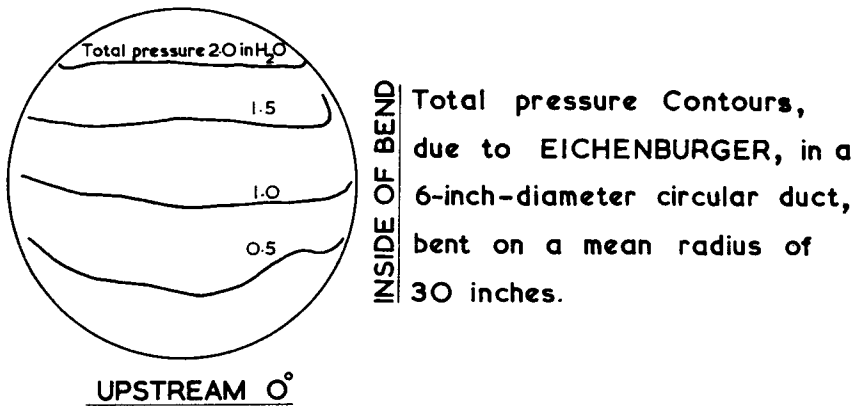 Total pressure 2.0 in H₂O
1.5
1.0
0.5
UPSTREAM 0°
INSIDE OF BEND
Total pressure Contours,
due to EICHENBURGER, in a
6-inch-diameter circular duct,
bent on a mean radius of
30 inches.